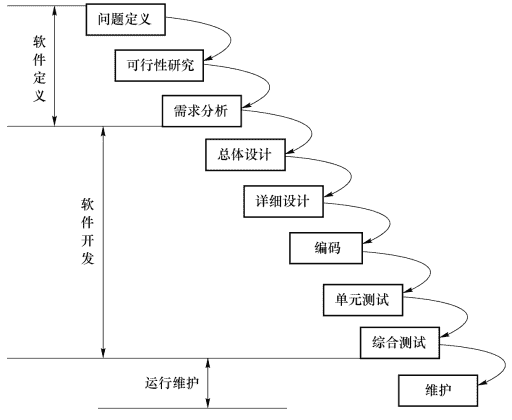 问题定义
软件定义
可行性研究
需求分析
总体设计
详细设计
软件开发
编码
单元测试
综合测试
运行维护
维护